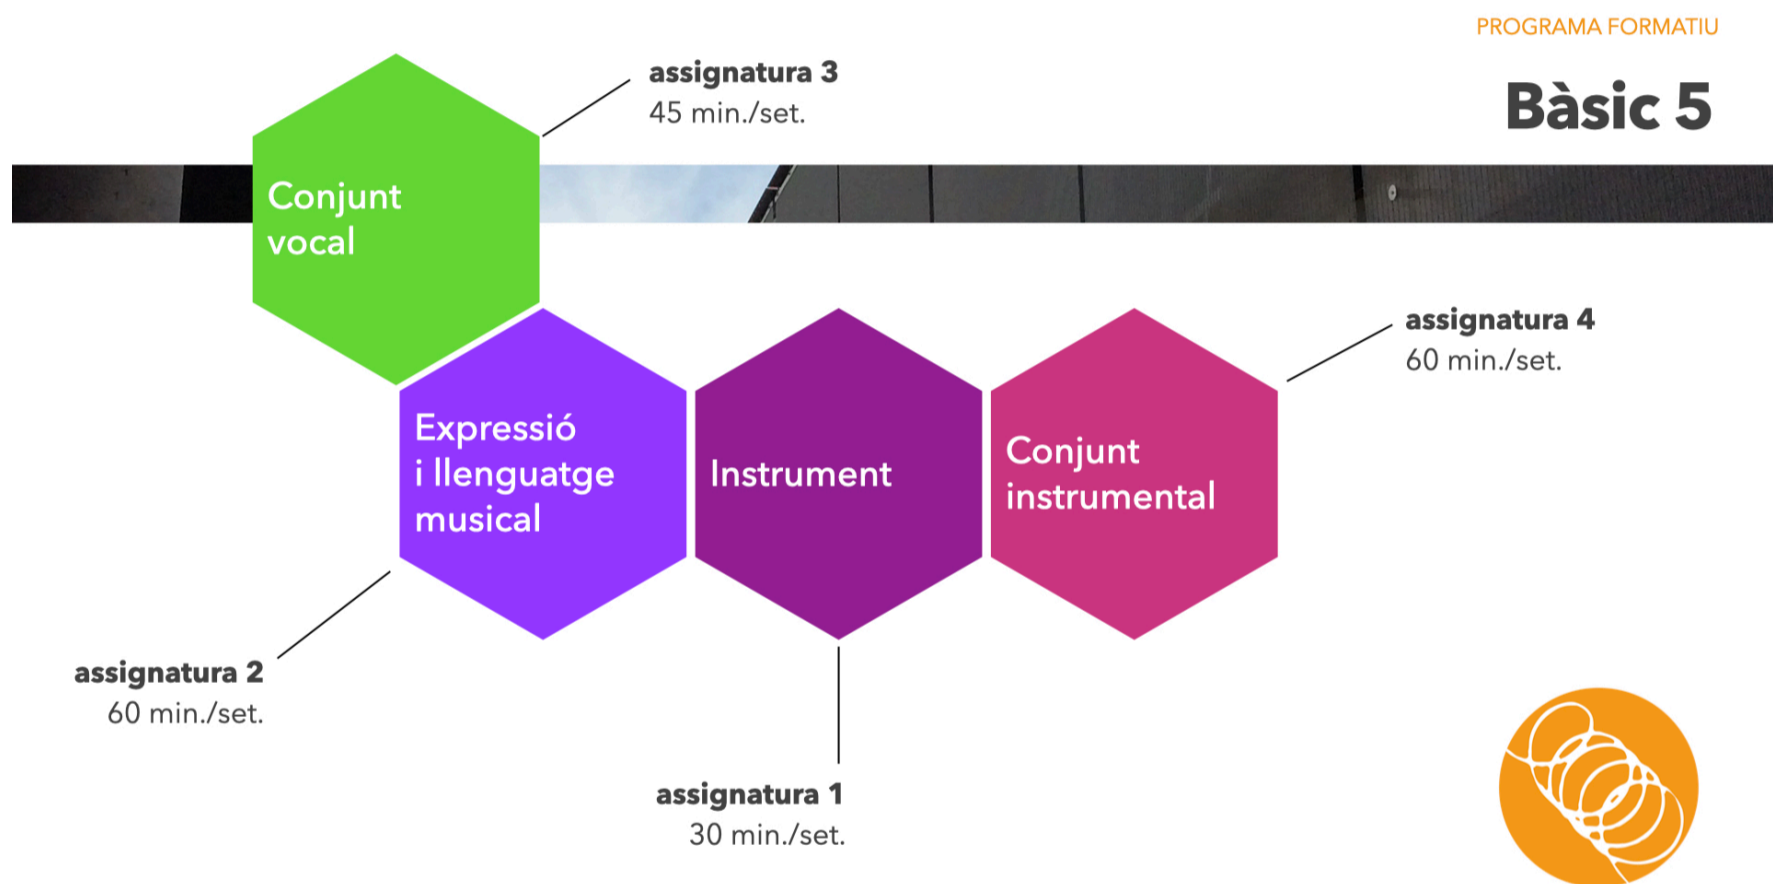 PROGRAMA FORMATIU
Bàsic 5
assignatura 3
45 min./set.
Conjunt
vocal
assignatura 4
60 min./set.
Expressió
i llenguatge
musical
Instrument
Conjunt
instrumental
assignatura 2
60 min./set.
assignatura 1
30 min./set.